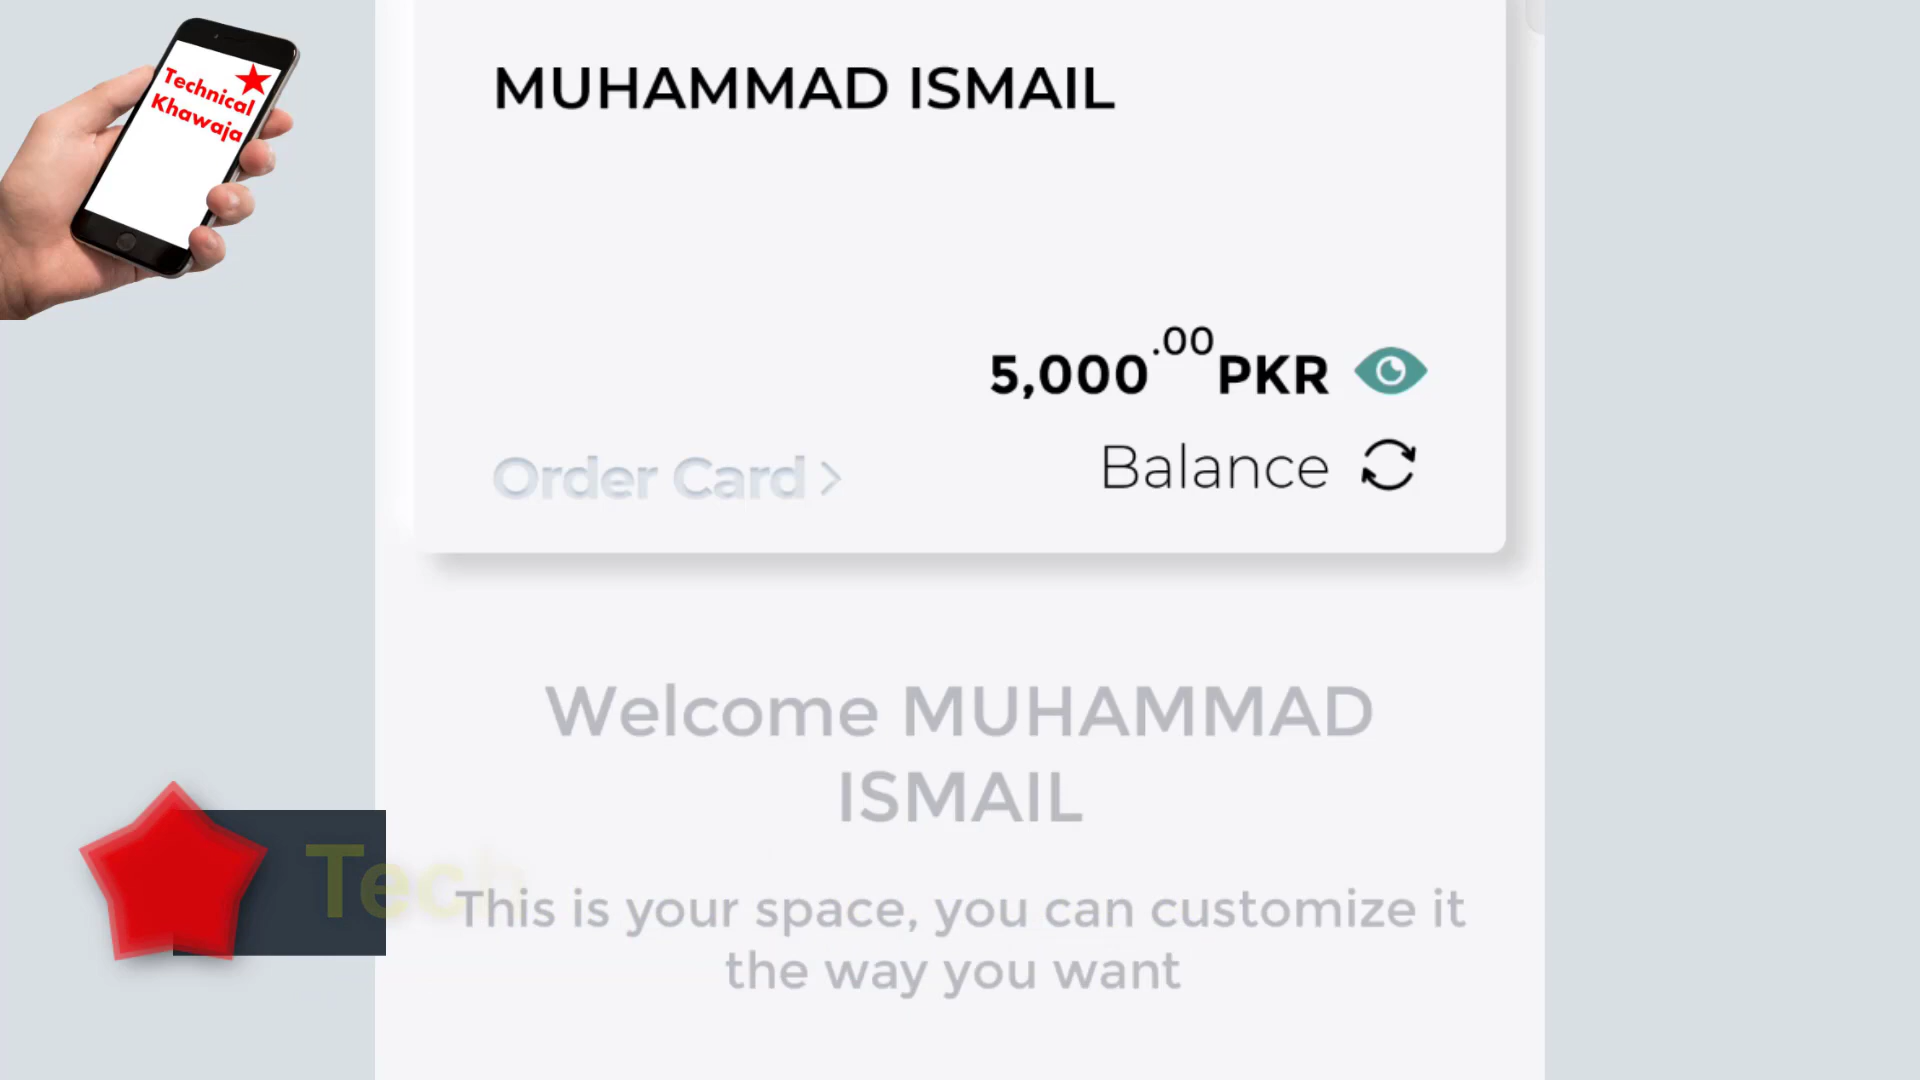 Technical
Khawaja
MUHAMMAD ISMAIL
5,000.00 PKR
Order Card >
Balance
Welcome MUHAMMAD
ISMAIL
Tech
This is your space, you can customize it
the way you want